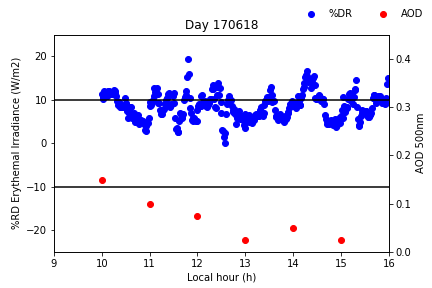 %DR AOD
Day 170618
%RD Erythemal Irradiance (W/m2)
20
10
0
−10
−20
0.4
0.3
0.2
0.1
0.0
AOD 500nm
9 10 11 12 13 14 15 16
Local hour (h)